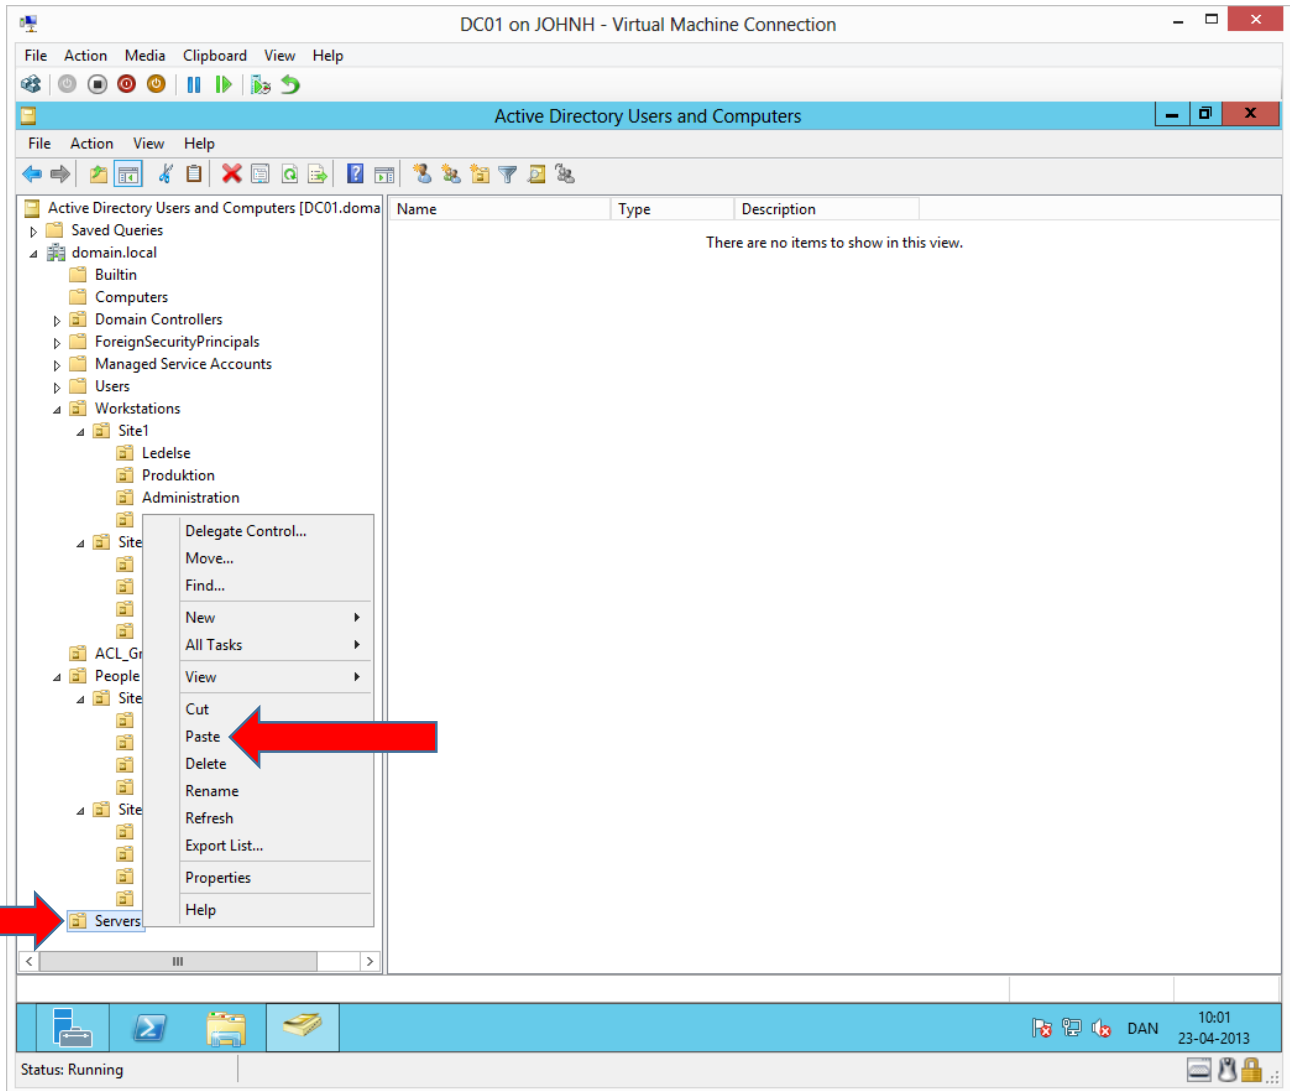 DC01 on JOHNH - Virtual Machine Connection
File Action Media Clipboard View Help
Active Directory Users and Computers
File Action View Help
Active Directory Users and Computers [DC01.doma
Name Type Description
Saved Queries
There are no items to show in this view.
domain.local
Builtin
Computers
Domain Controllers
ForeignSecurityPrincipals
Managed Service Accounts
Users
Workstations
Site1
Ledelse
Produktion
Administration
Delegate Control...
Site
Move...
Find...
New
All Tasks
ACL_Gr
People
View
Site
Cut
Paste
Delete
Rename
Site
Refresh
Export List...
Properties
Help
Servers
DAN
10:01
23-04-2013
Status: Running